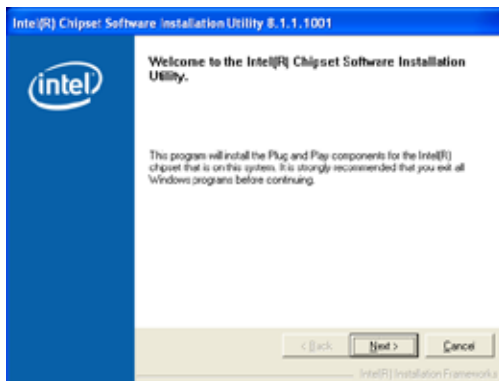 Intel(R) Chipset Software Installation Utility 8.1.1.1001
intel
Welcome to the Intel(R) Chipset Software Installation
Utility.
This program will install the Plug and Play components for the Intel(R)
chipset that is on this system. It is strongly recommended that you exit all
Windows programs before continuing.
< Back
Next >
Cancel
Intel(R) Installation Frameworks